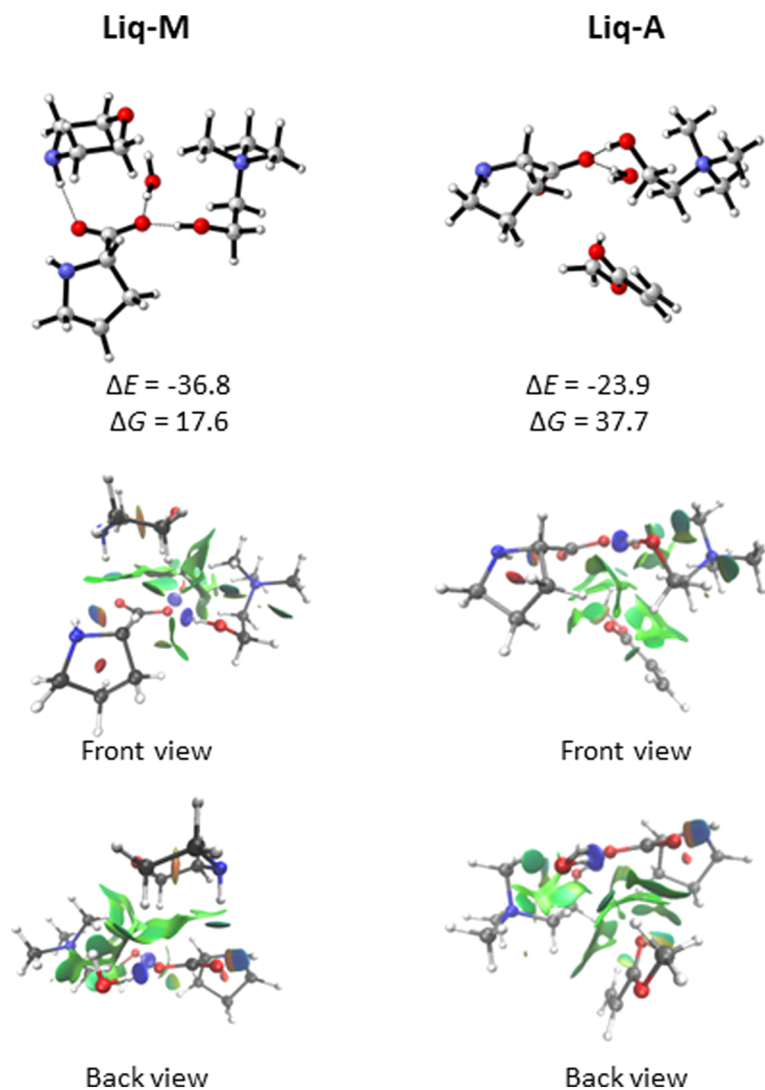 Liq-M
Liq-A
ΔE = -36.8
ΔG = 17.6
ΔE = -23.9
ΔG = 37.7
Front view
Front view
Back view
Back view